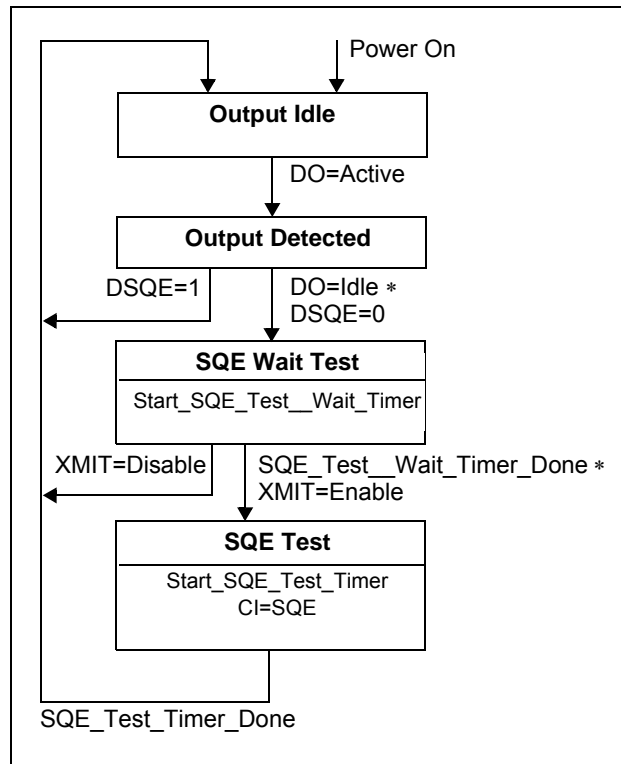 Power On
Output Idle
DO=Active
Output Detected
DSQE=1
DO=Idle *
DSQE=0
SQE Wait Test
Start_SQE_Test__Wait_Timer
XMIT=Disable
SQE_Test__Wait_Timer_Done *
XMIT=Enable
SQE Test
Start_SQE_Test_Timer
CI=SQE
SQE_Test_Timer_Done